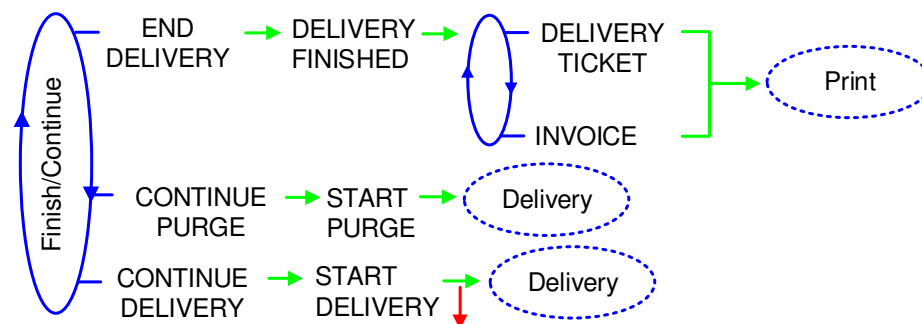 END
DELIVERY
DELIVERY
FINISHED
DELIVERY
TICKET
Print
INVOICE
Finish/Continue
CONTINUE
PURGE
START
PURGE
Delivery
CONTINUE
DELIVERY
START
DELIVERY
Delivery